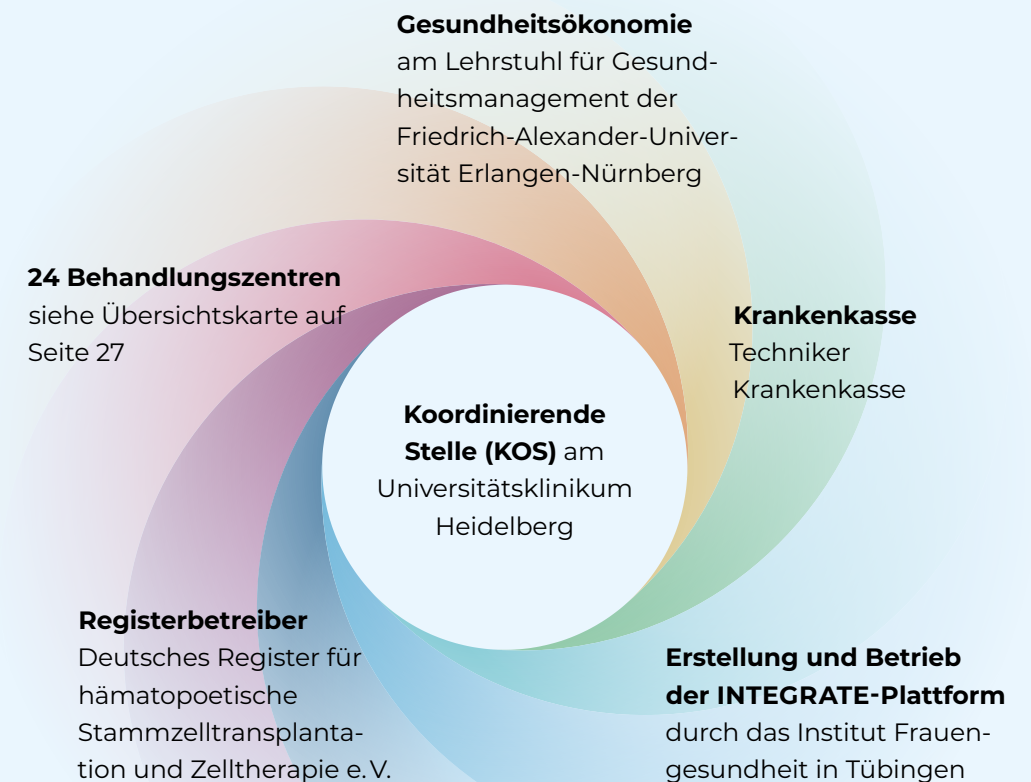 Gesundheitsökonomie
am Lehrstuhl für Gesund-
heitsmanagement der
Friedrich-Alexander-Univer-
sität Erlangen-Nürnberg
24 Behandlungszentren
siehe Übersichtskarte auf
Seite 27
Krankenkasse
Techniker
Krankenkasse
Koordinierende
Stelle (KOS) am
Universitätsklinikum
Heidelberg
Registerbetreiber
Deutsches Register für
hämatopoetische
Stammzelltransplanta-
tion und Zelltherapie e.V.
Erstellung und Betrieb
der INTEGRATE-Plattform
durch das Institut Frauen-
gesundheit in Tübingen